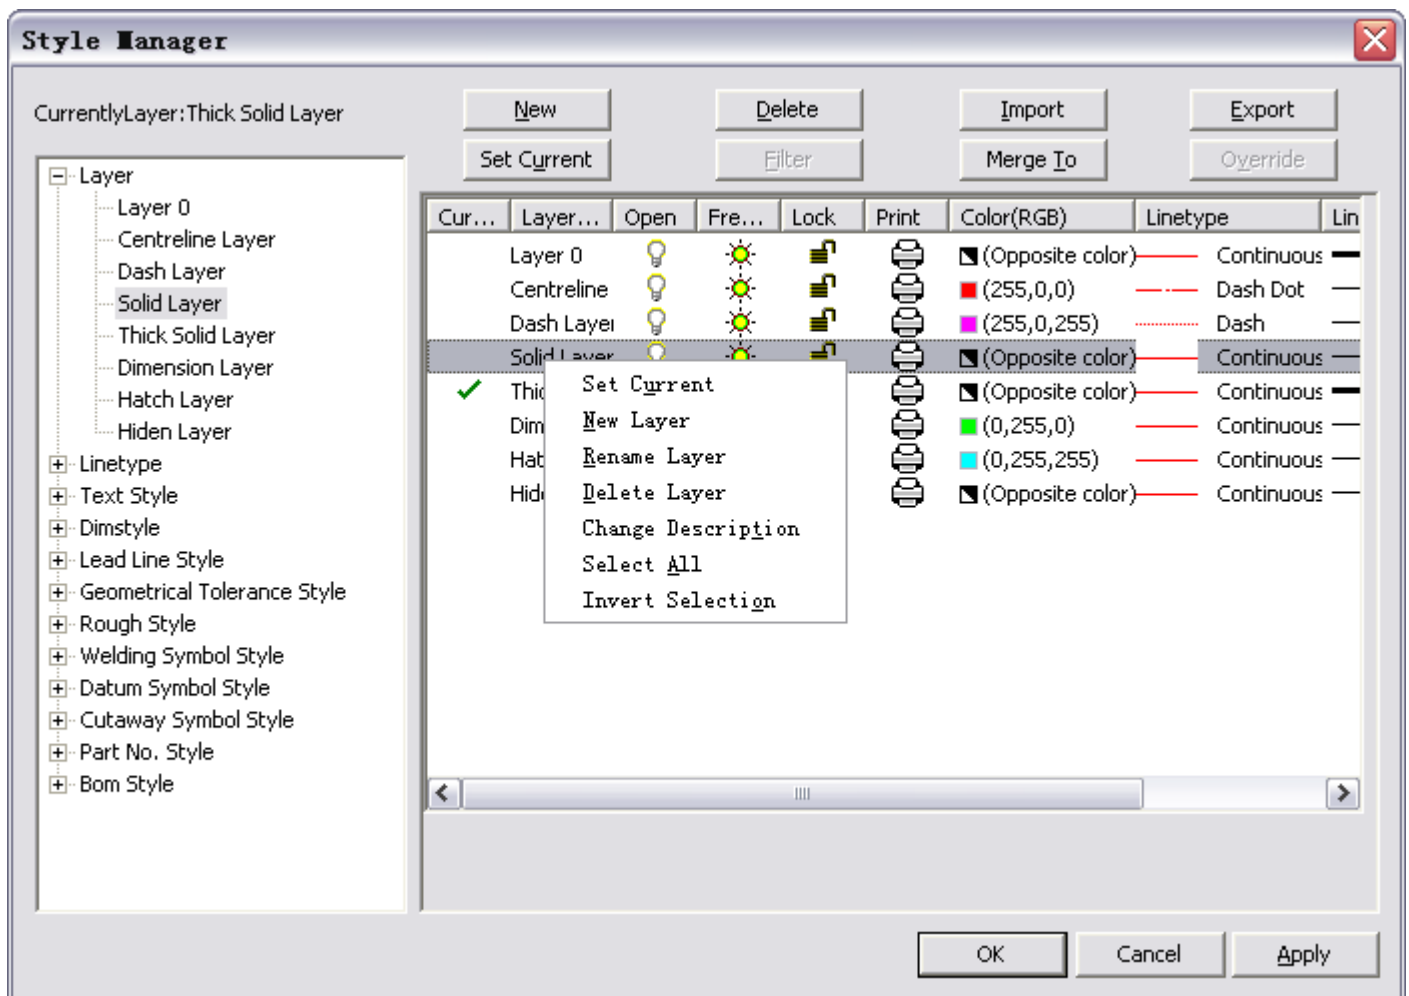 Style Manager
CurrentlyLayer:Thick Solid Layer
New Delete Import Export
Set Current Filter Merge To Override
Layer
Layer 0
Centreline Layer
Dash Layer
Solid Layer
Thick Solid Layer
Dimension Layer
Hatch Layer
Hiden Layer
Linetype
Text Style
Dimstyle
Lead Line Style
Geometrical Tolerance Style
Rough Style
Welding Symbol Style
Datum Symbol Style
Cutaway Symbol Style
Part No. Style
Bom Style
Cur... Layer... Open Fre... Lock Print Color(RGB) Linetype Lin
Layer 0 (Opposite color) Continuous
Centreline (255,0,0) Dash Dot
Dash Layer (255,0,255) Dash
Solid Layer (Opposite color) Continuous
Thic (Opposite color) Continuous
Dim (0,255,0) Continuous
Hat (0,255,255) Continuous
Hid (Opposite color) Continuous
Set Current
New Layer
Rename Layer
Delete Layer
Change Description
Select All
Invert Selection
OK Cancel Apply